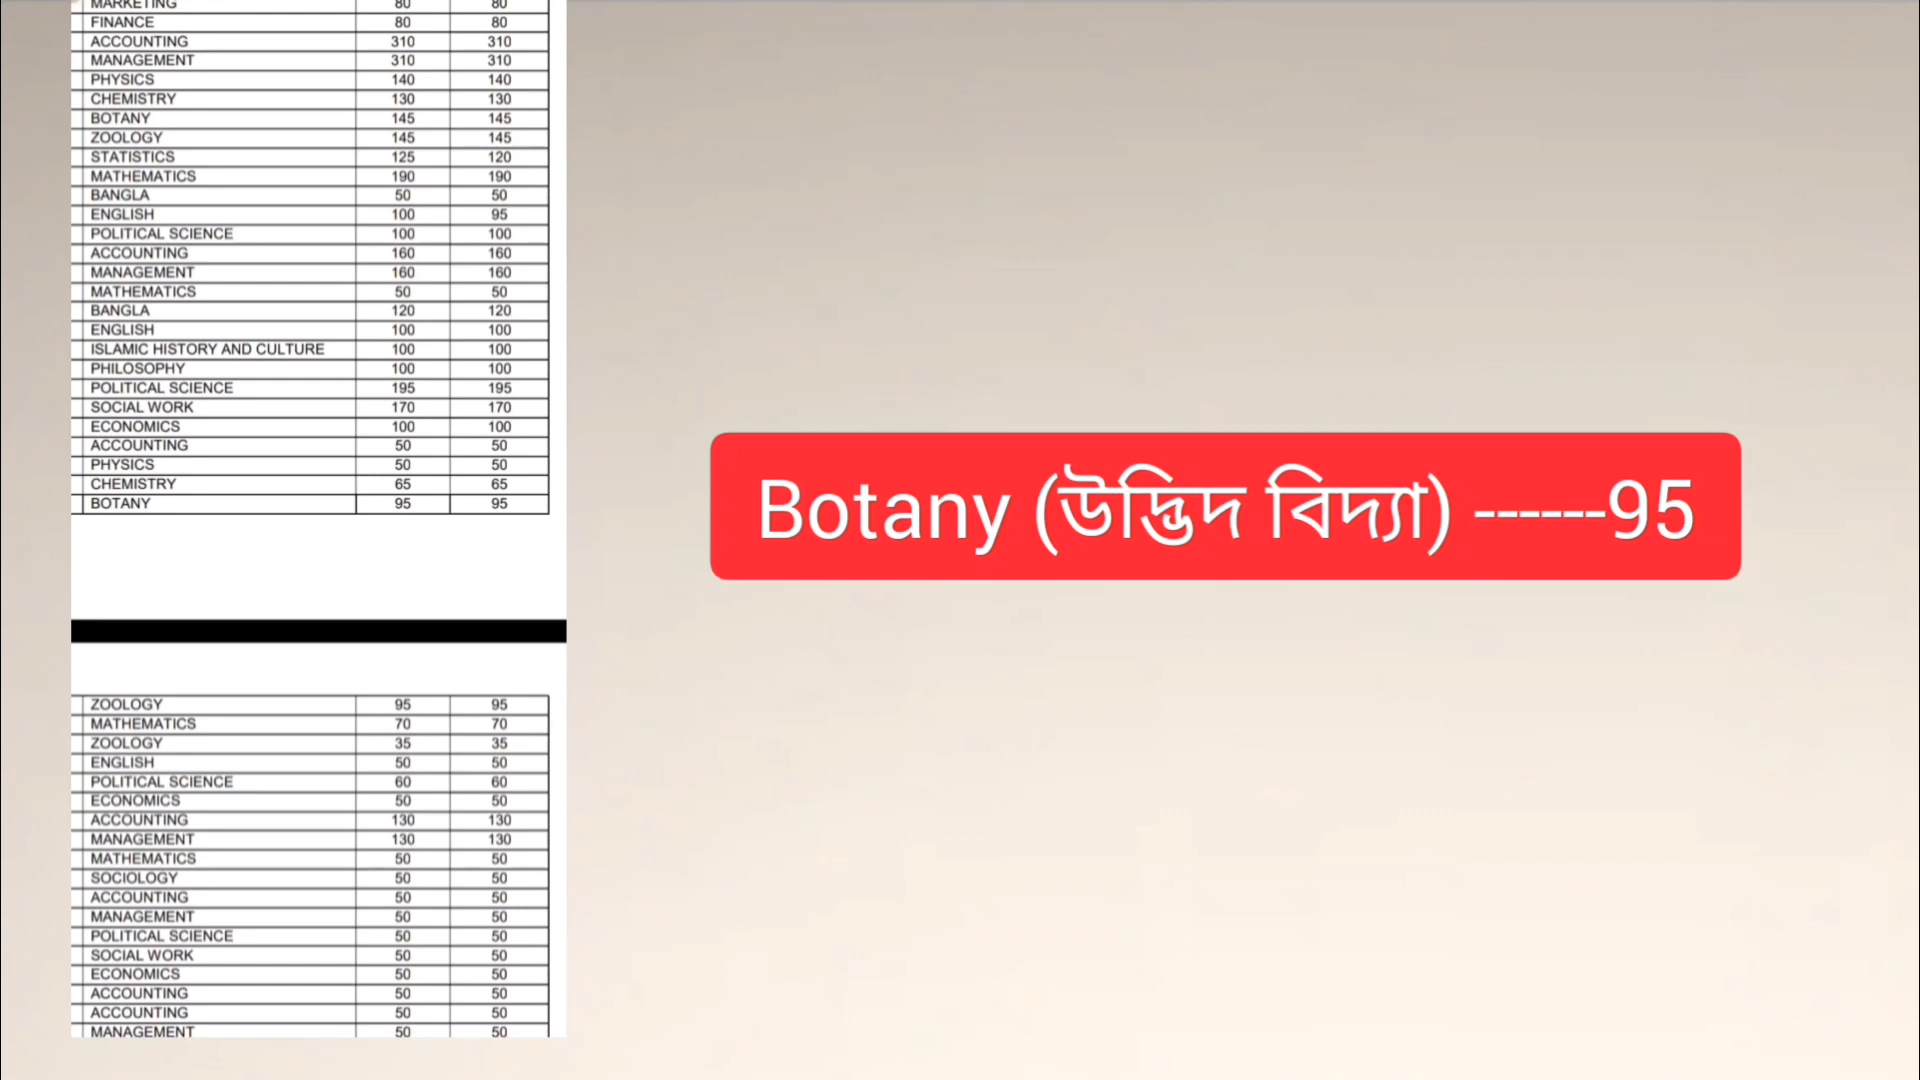 MARKETING 80 80
FINANCE 80 80
ACCOUNTING 310 310
MANAGEMENT 310 310
PHYSICS 140 140
CHEMISTRY 130 130
BOTANY 145 145
ZOOLOGY 145 145
STATISTICS 125 120
MATHEMATICS 190 190
BANGLA 50 50
ENGLISH 100 95
POLITICAL SCIENCE 100 100
ACCOUNTING 160 160
MANAGEMENT 160 160
MATHEMATICS 50 50
BANGLA 120 120
ENGLISH 100 100
ISLAMIC HISTORY AND CULTURE 100 100
PHILOSOPHY 100 100
POLITICAL SCIENCE 195 195
SOCIAL WORK 170 170
ECONOMICS 100 100
ACCOUNTING 50 50
PHYSICS 50 50
CHEMISTRY 65 65
BOTANY 95 95
ZOOLOGY 95 95
MATHEMATICS 70 70
ZOOLOGY 35 35
ENGLISH 50 50
POLITICAL SCIENCE 60 60
ECONOMICS 50 50
ACCOUNTING 130 130
MANAGEMENT 130 130
MATHEMATICS 50 50
SOCIOLOGY 50 50
ACCOUNTING 50 50
MANAGEMENT 50 50
POLITICAL SCIENCE 50 50
SOCIAL WORK 50 50
ECONOMICS 50 50
ACCOUNTING 50 50
ACCOUNTING 50 50
MANAGEMENT 50 50
Botany (উদ্ভিদ বিদ্যা) ------95